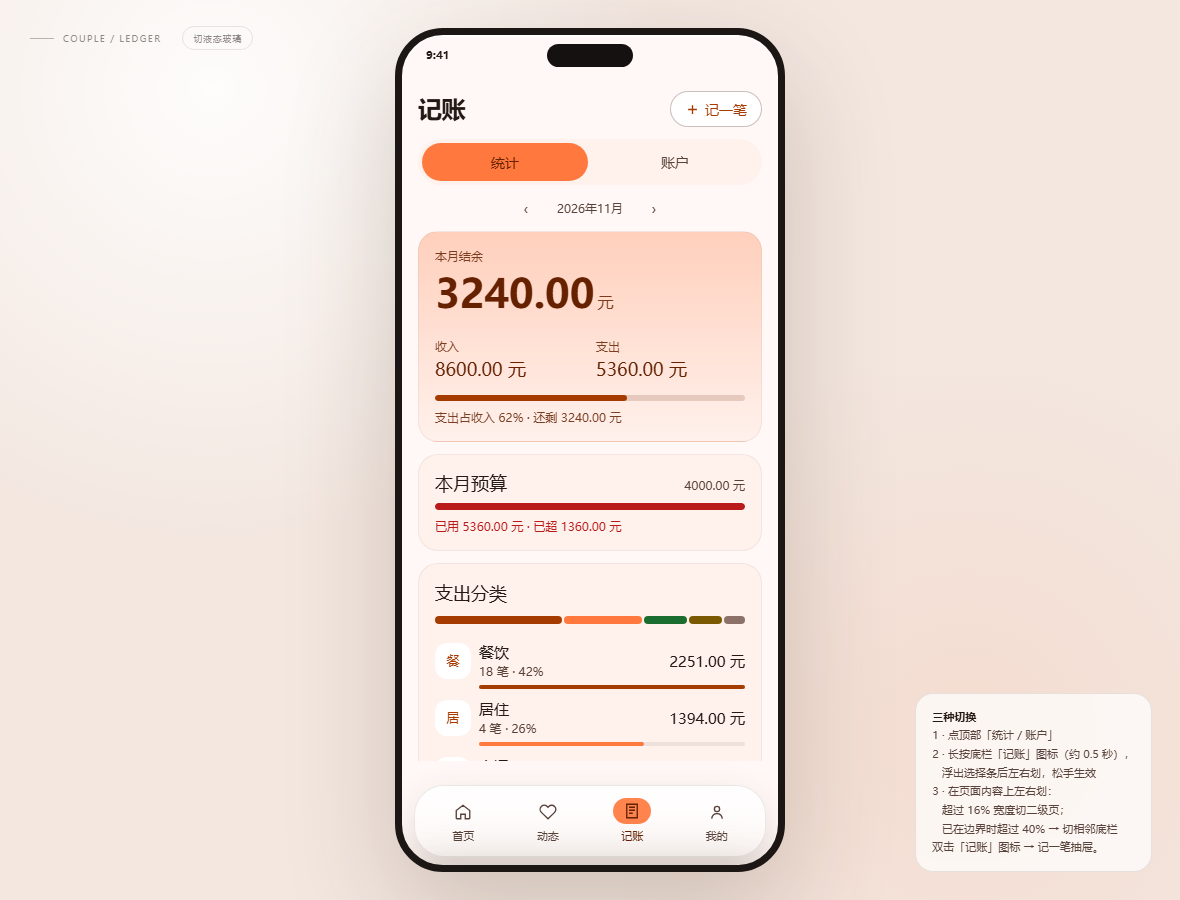 COUPLE / LEDGER
切液态玻璃
9:41
记账
+ 记一笔
统计
账户
‹ 2026年11月 ›
本月结余
3240.00 元
收入
支出
8600.00 元
5360.00 元
支出占收入 62% · 还剩 3240.00 元
本月预算
4000.00 元
已用 5360.00 元 · 已超 1360.00 元
支出分类
餐
餐饮
18 笔 · 42%
2251.00 元
居
居住
4 笔 · 26%
1394.00 元
首页
动态
记账
我的
三种切换
1 · 点顶部「统计 / 账户」
2 · 长按底栏「记账」图标（约 0.5 秒），
浮出选择条后左右划，松手生效
3 · 在页面内容上左右划：
超过 16% 宽度切二级页；
已在边界时超过 40% → 切相邻底栏
双击「记账」图标 → 记一笔抽屉。